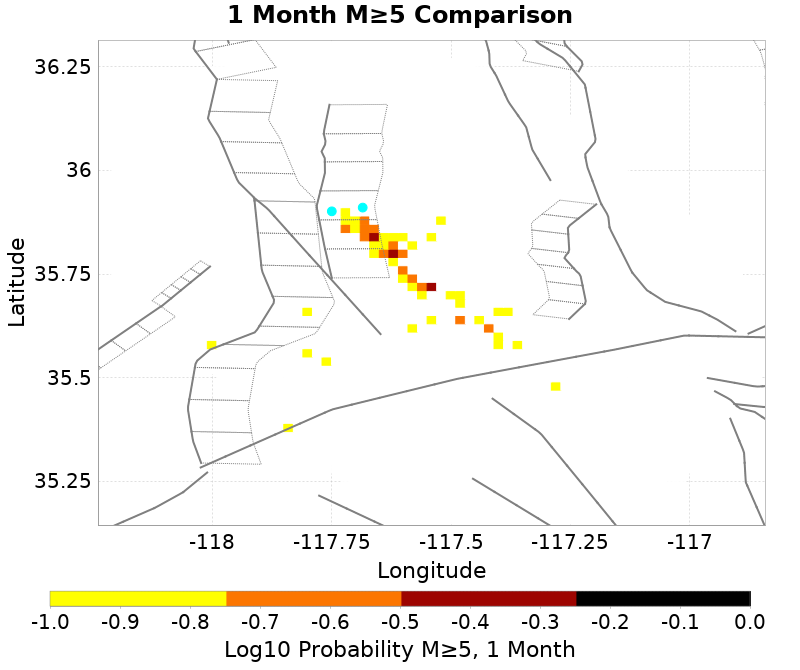 1 Month M≥5 Comparison
36.25
36
35.75
35.5
35.25
Latitude
-118 -117.75 -117.5 -117.25 -117
Longitude
-1.0 -0.9 -0.8 -0.7 -0.6 -0.5 -0.4 -0.3 -0.2 -0.1 0.0
Log10 Probability M≥5, 1 Month